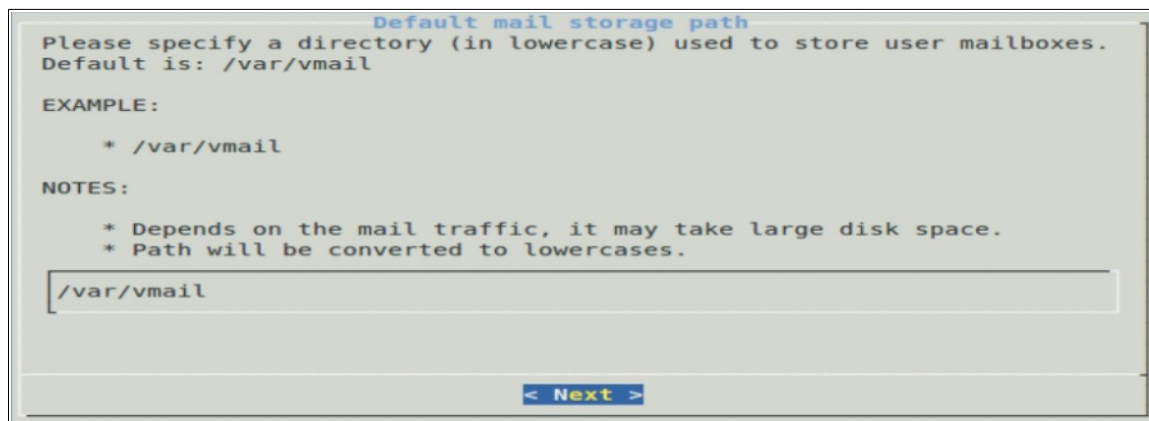 Default mail storage path
Please specify a directory (in lowercase) used to store user mailboxes.
Default is: /var/vmail
EXAMPLE:
* /var/vmail
NOTES:
* Depends on the mail traffic, it may take large disk space.
* Path will be converted to lowercases.
/var/vmail
< Next >